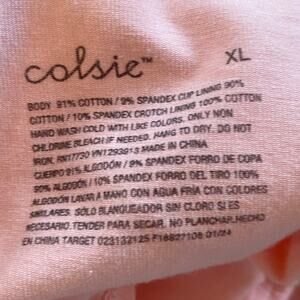 colsie™ XL
BODY 91% COTTON / 9% SPANDEX CUP LINING 90%
COTTON / 10% SPANDEX CROTCH LINING 100% COTTON
HAND WASH COLD WITH LIKE COLORS. ONLY NON
CHLORINE BLEACH IF NEEDED. HANG TO DRY. DO NOT
IRON. RN17730 VN1299313 MADE IN CHINA
CUERPO 91% ALGODÓN / 9% SPANDEX FORRO DE COPA
90% ALGODÓN / 10% SPANDEX FORRO DEL TIRO 100%
ALGODÓN LAVAR A MANO CON AGUA FRÍA CON COLORES
SIMILARES. SÓLO BLANQUEADOR SIN CLORO SI ES
NECESARIO. TENDER PARA SECAR. NO PLANCHAR. HECHO
EN CHINA TARGET 023132125 01/24